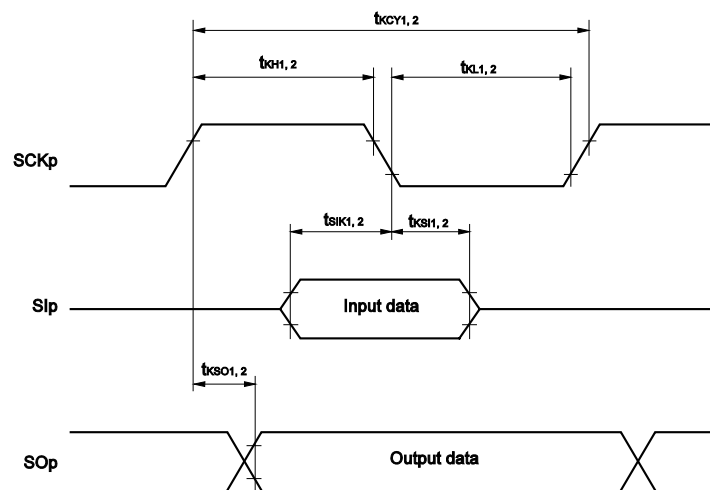 tKCY1, 2
tKH1, 2
tKL1, 2
SCKp
tSIK1, 2
tKSI1, 2
SIp
Input data
tKSO1, 2
SOp
Output data